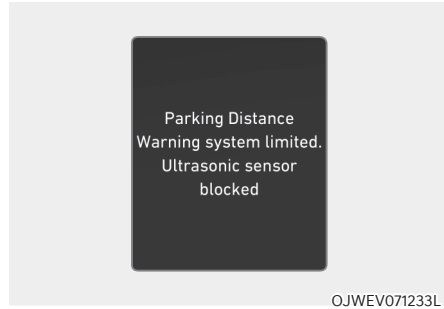 Parking Distance
Warning system limited.
Ultrasonic sensor
blocked
OJWEV071233L